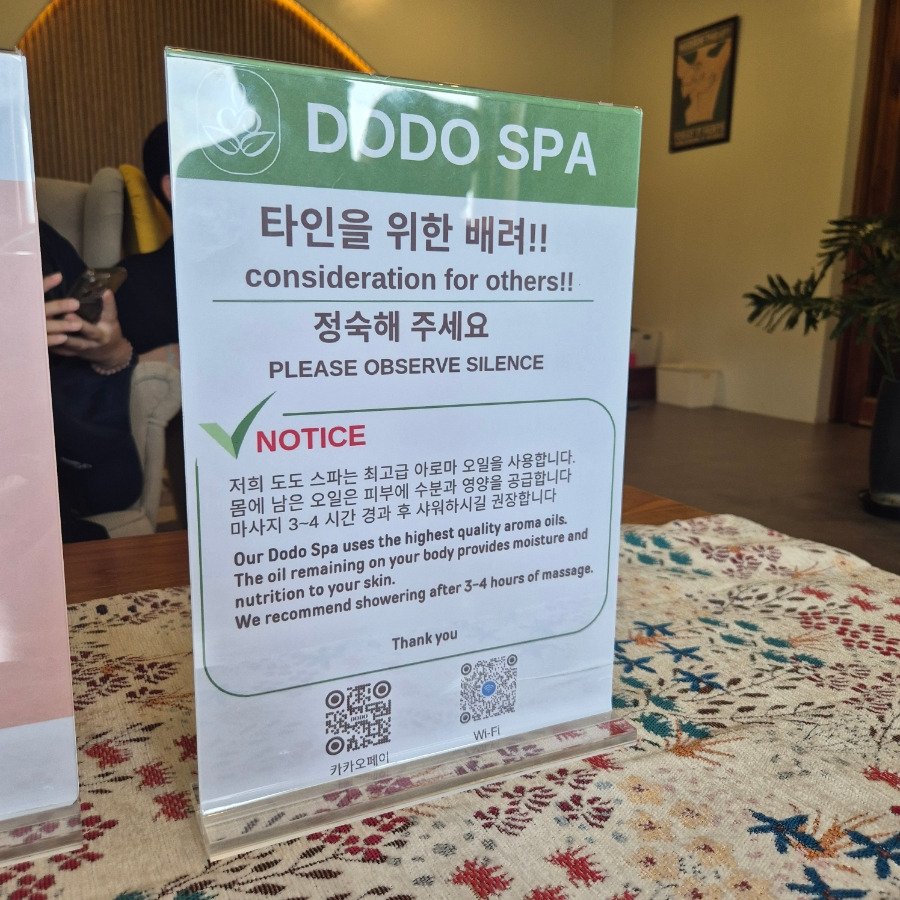 DODO SPA
타인을 위한 배려!!
consideration for others!!
정숙해 주세요
PLEASE OBSERVE SILENCE
NOTICE
저희 도도 스파는 최고급 아로마 오일을 사용합니다.
몸에 남은 오일은 피부에 수분과 영양을 공급합니다
마사지 3~4 시간 경과 후 샤워하시길 권장합니다
Our Dodo Spa uses the highest quality aroma oils.
The oil remaining on your body provides moisture and
nutrition to your skin.
We recommend showering after 3-4 hours of massage.
Thank you
DODO
카카오페이
Wi-Fi